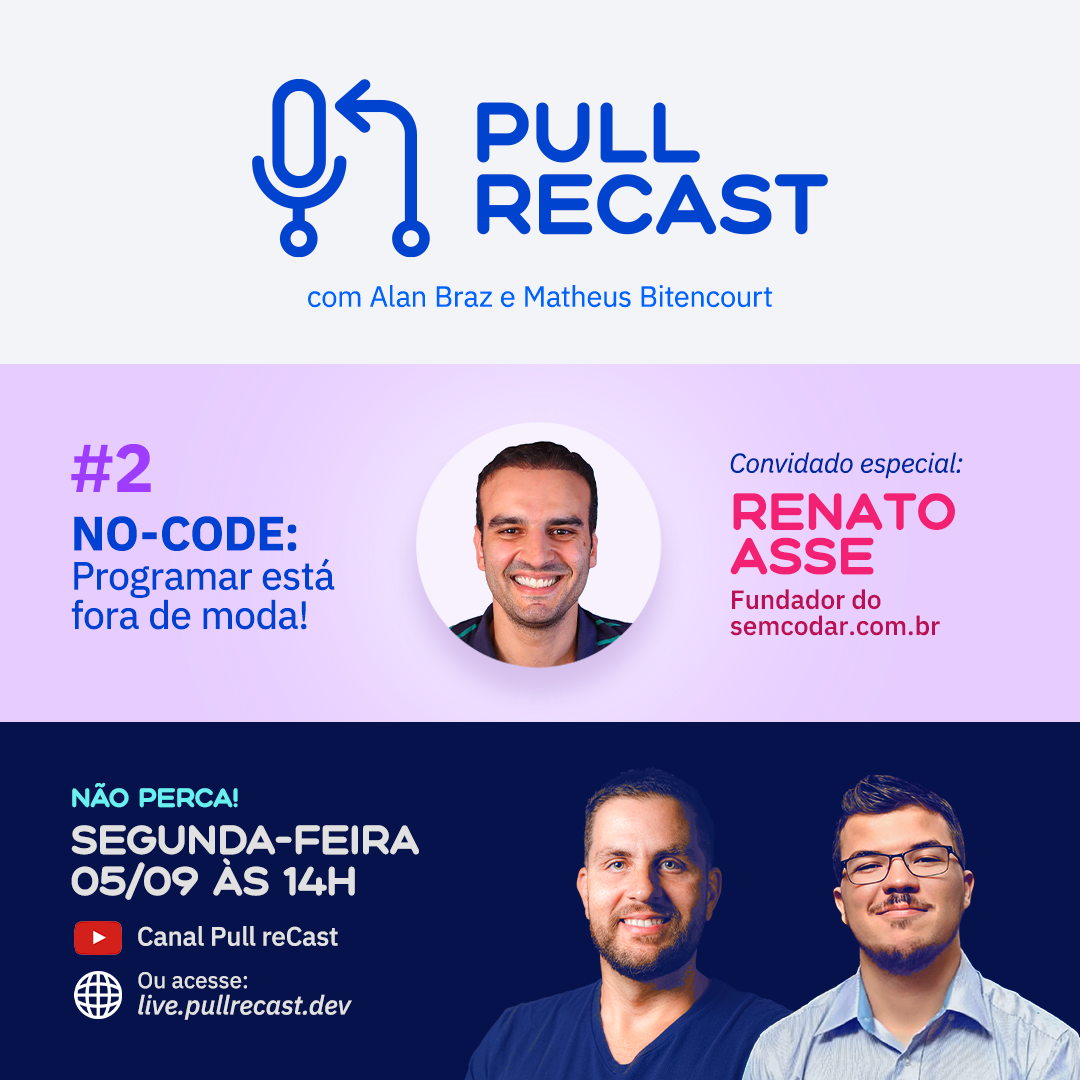 PULL
RECAST
com Alan Braz e Matheus Bitencourt
#2
NO-CODE:
Programar está
fora de moda!
Convidado especial:
RENATO
ASSE
Fundador do
semcodar.com.br
NÃO PERCA!
SEGUNDA-FEIRA
05/09 ÀS 14H
Canal Pull reCast
Ou acesse:
live.pullrecast.dev